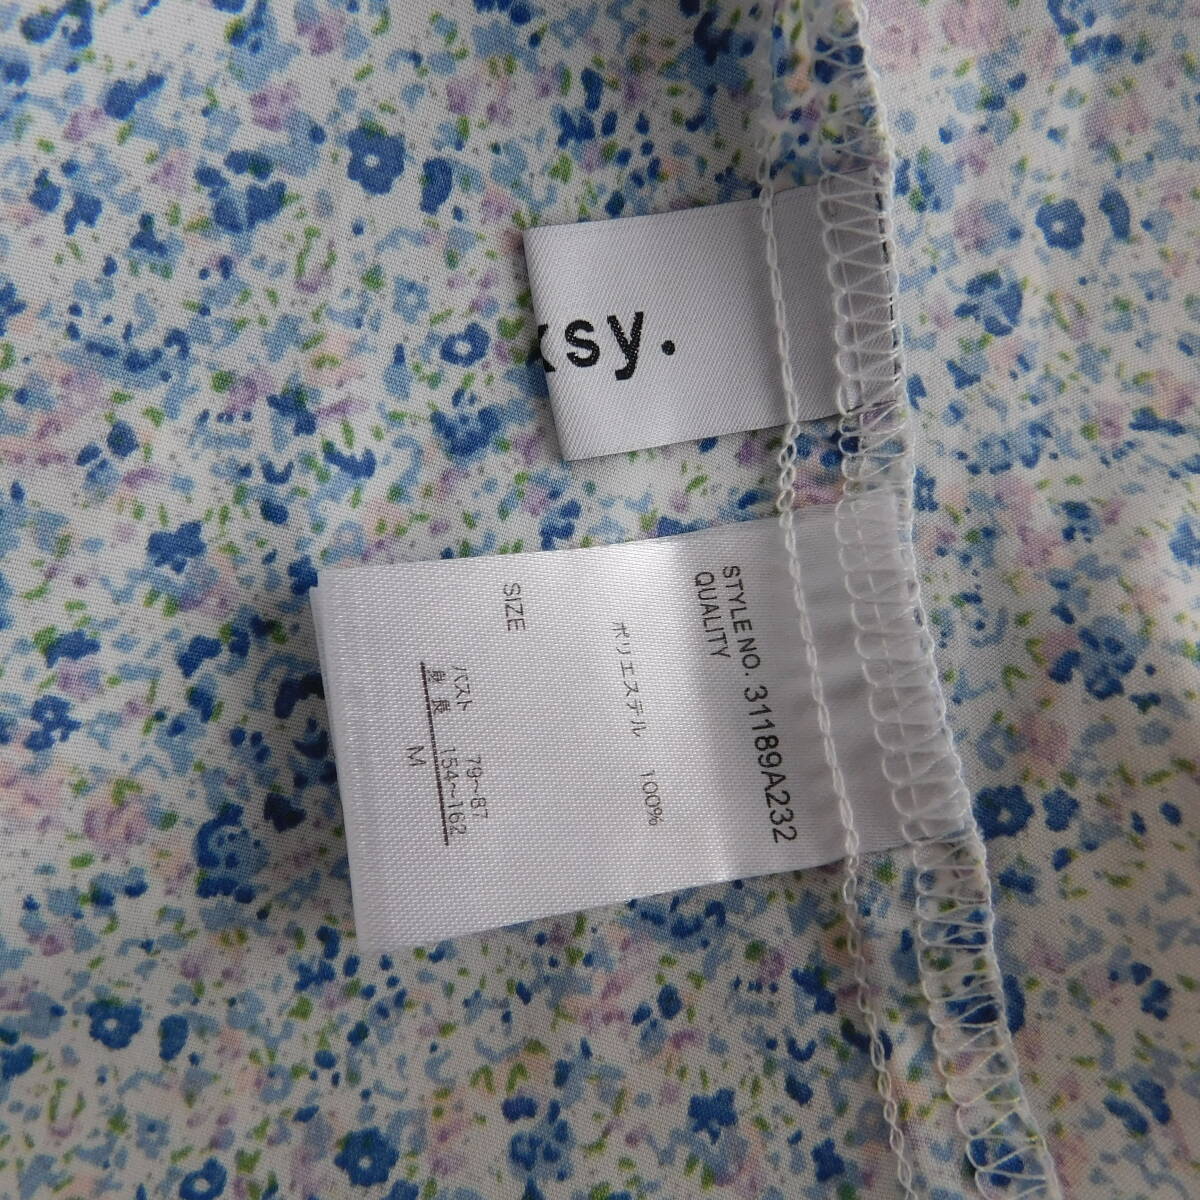 ksy.
STYLE NO. 31189A232
QUALITY
ポリエステル 100%
SIZE
バスト 79~87
身長 154~162
M